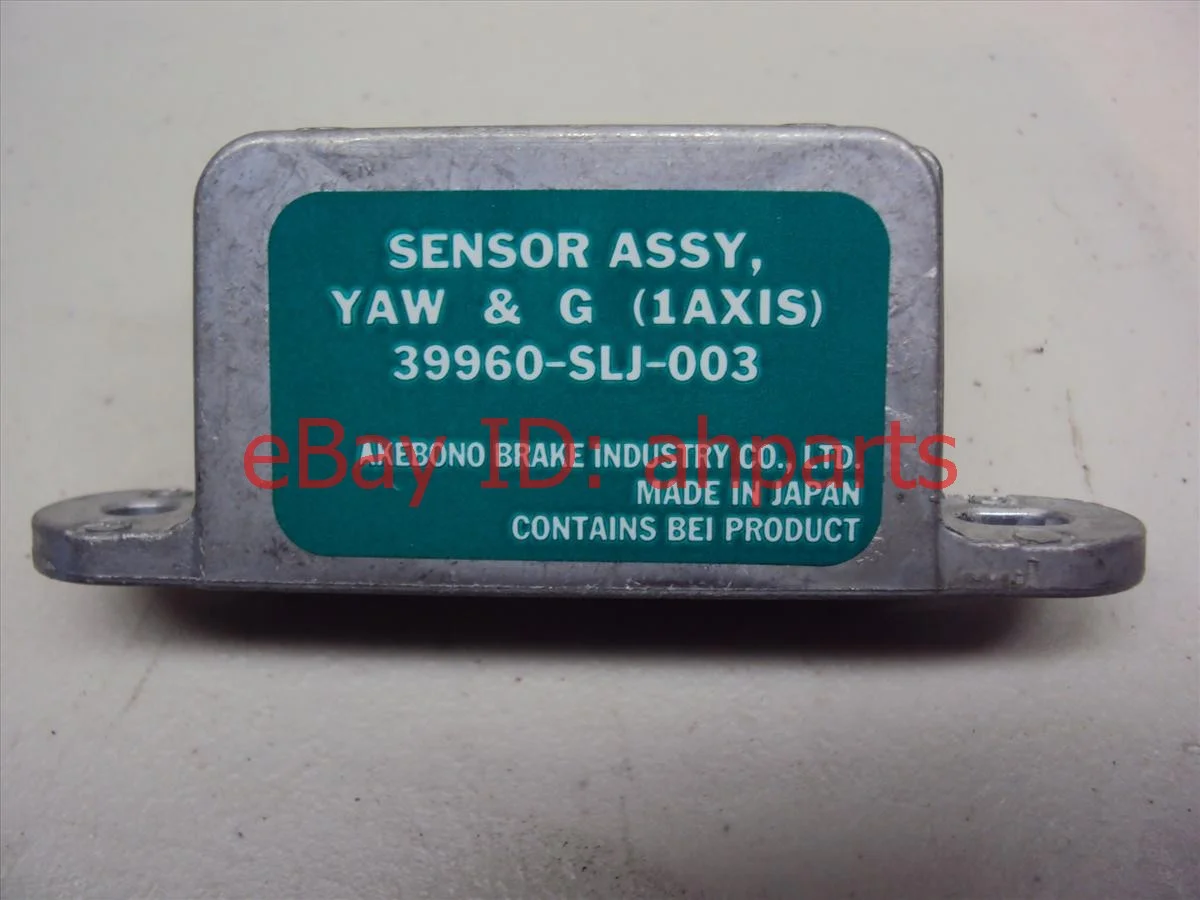 SENSOR ASSY,
YAW & G (1AXIS)
39960-SLJ-003
AKEBONO BRAKE INDUSTRY CO., LTD.
eBay ID: ahparts
MADE IN JAPAN
CONTAINS BEI PRODUCT